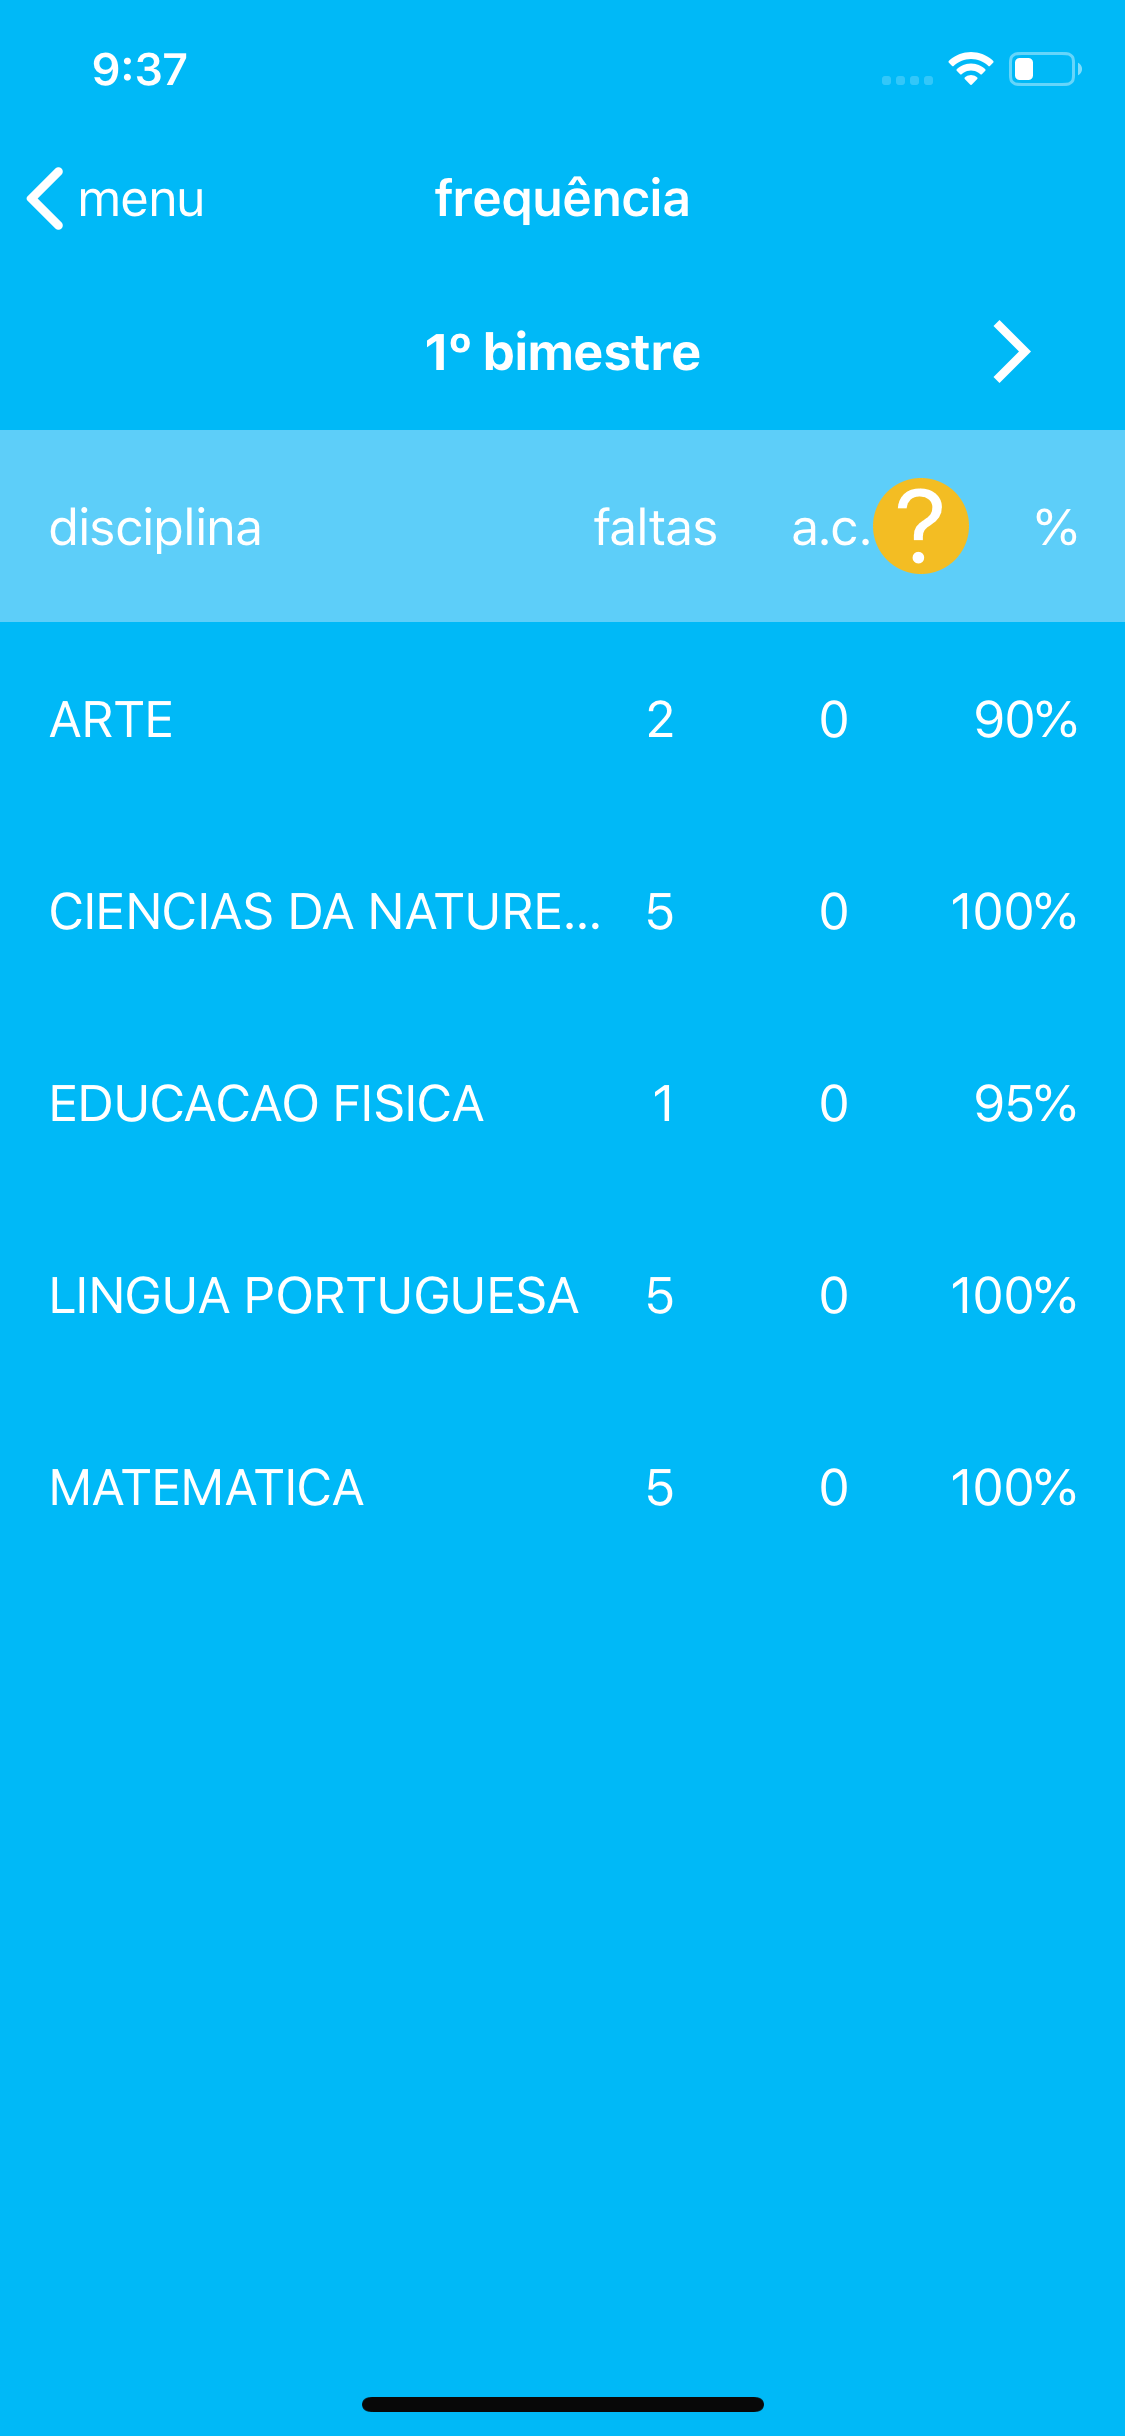 9:37
menu
frequência
1º bimestre
disciplina faltas a.c. ? %
ARTE 2 0 90%
CIENCIAS DA NATURE... 5 0 100%
EDUCACAO FISICA 1 0 95%
LINGUA PORTUGUESA 5 0 100%
MATEMATICA 5 0 100%